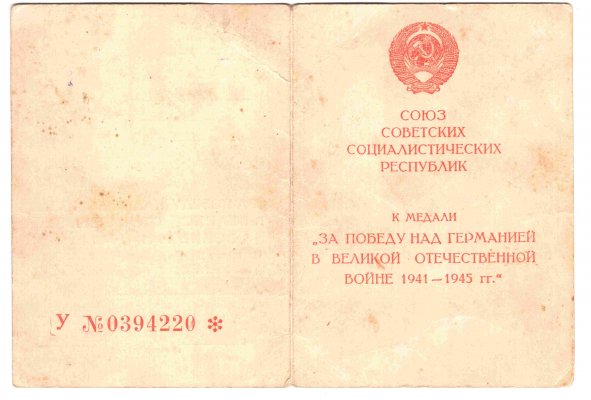 У №0394220 *
СОЮЗ
СОВЕТСКИХ
СОЦИАЛИСТИЧЕСКИХ
РЕСПУБЛИК
К МЕДАЛИ
„ЗА ПОБЕДУ НАД ГЕРМАНИЕЙ
В ВЕЛИКОЙ ОТЕЧЕСТВЕННОЙ
ВОЙНЕ 1941—1945 гг.“